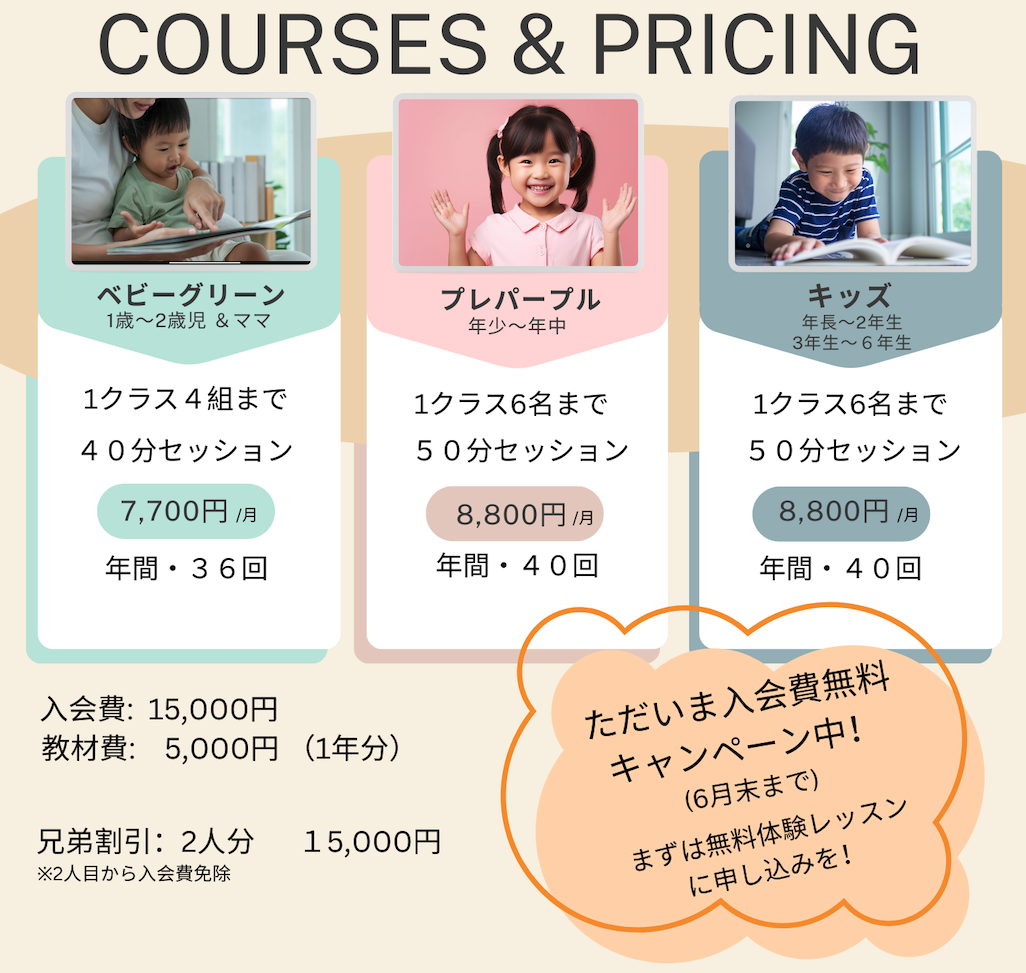 COURSES & PRICING
ベビーグリーン
1歳〜2歳児 ＆ママ
1クラス４組まで
４０分セッション
7,700円 /月
年間・３６回
プレパープル
年少〜年中
1クラス6名まで
５０分セッション
8,800円 /月
年間・４０回
キッズ
年長〜2年生
3年生〜６年生
1クラス6名まで
５０分セッション
8,800円 /月
年間・４０回
入会費: 15,000円
教材費: 5,000円 （1年分）
兄弟割引：2人分 １5,000円
※2人目から入会費免除
ただいま入会費無料
キャンペーン中！
(6月末まで)
まずは無料体験レッスン
に申し込みを！